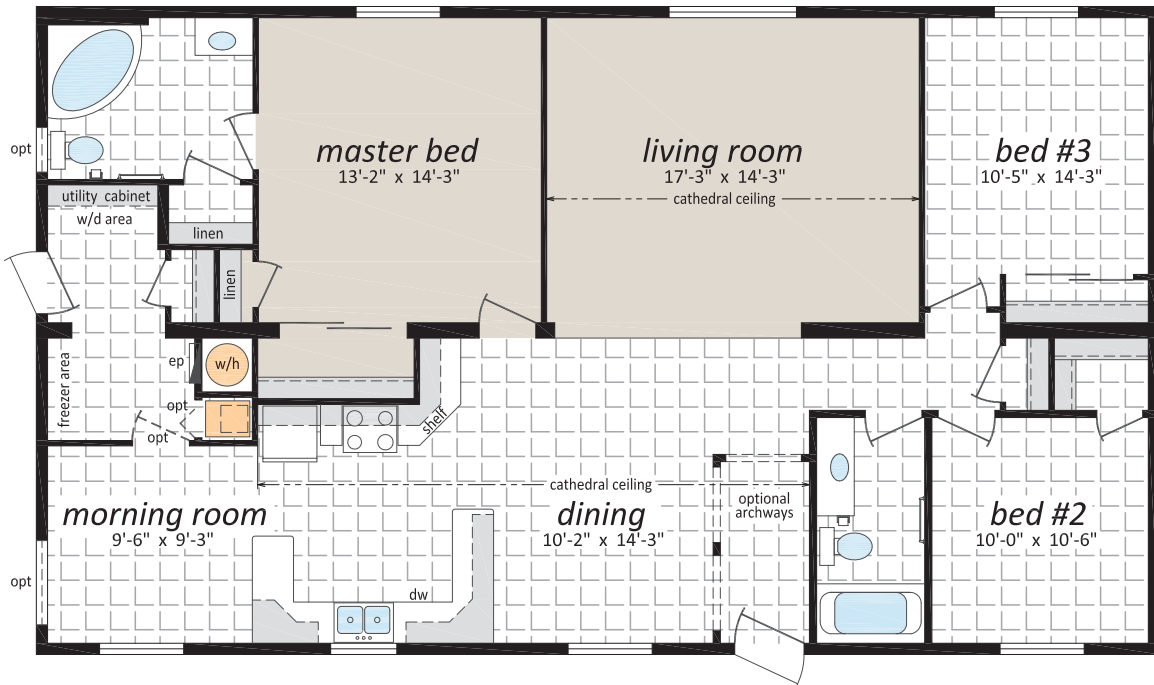 opt
master bed
13'-2" x 14'-3"
living room
17'-3" x 14'-3"
cathedral ceiling
bed #3
10'-5" x 14'-3"
utility cabinet
w/d area
linen
linen
freezer area
ep
w/h
opt
opt
shelf
cathedral ceiling
optional
archways
morning room
9'-6" x 9'-3"
dining
10'-2" x 14'-3"
bed #2
10'-0" x 10'-6"
opt
dw